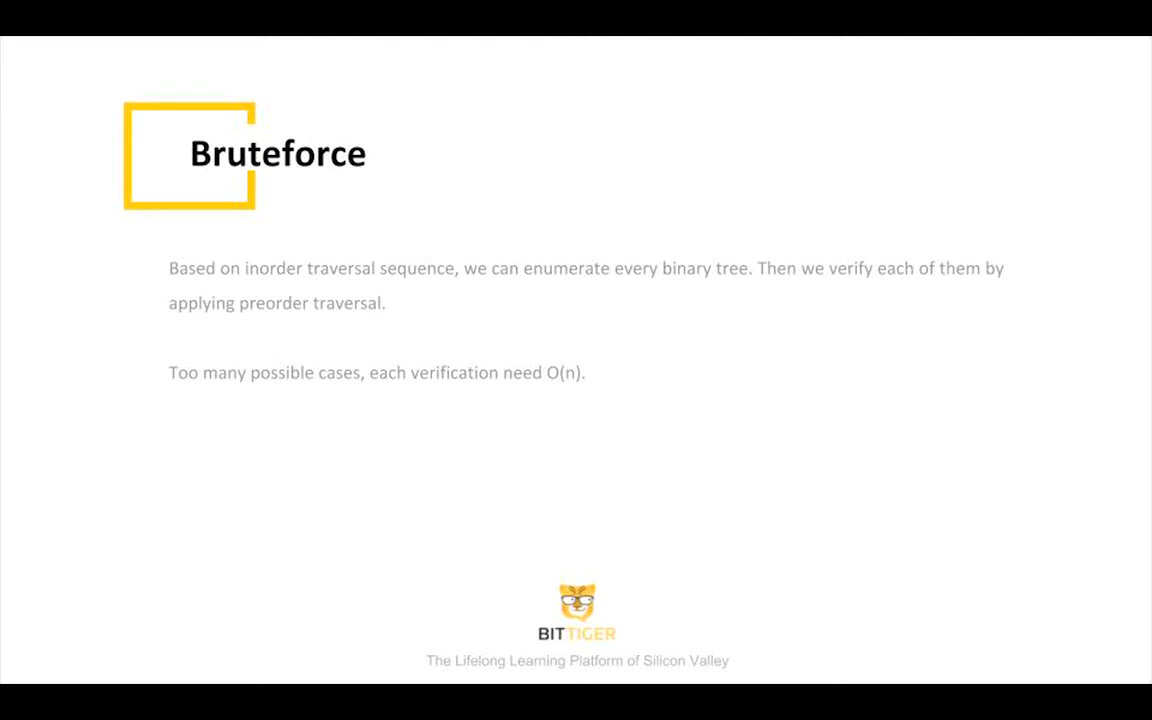 Bruteforce
Based on inorder traversal sequence, we can enumerate every binary tree. Then we verify each of them by
applying preorder traversal.
Too many possible cases, each verification need O(n).
BITTIGER
The Lifelong Learning Platform of Silicon Valley